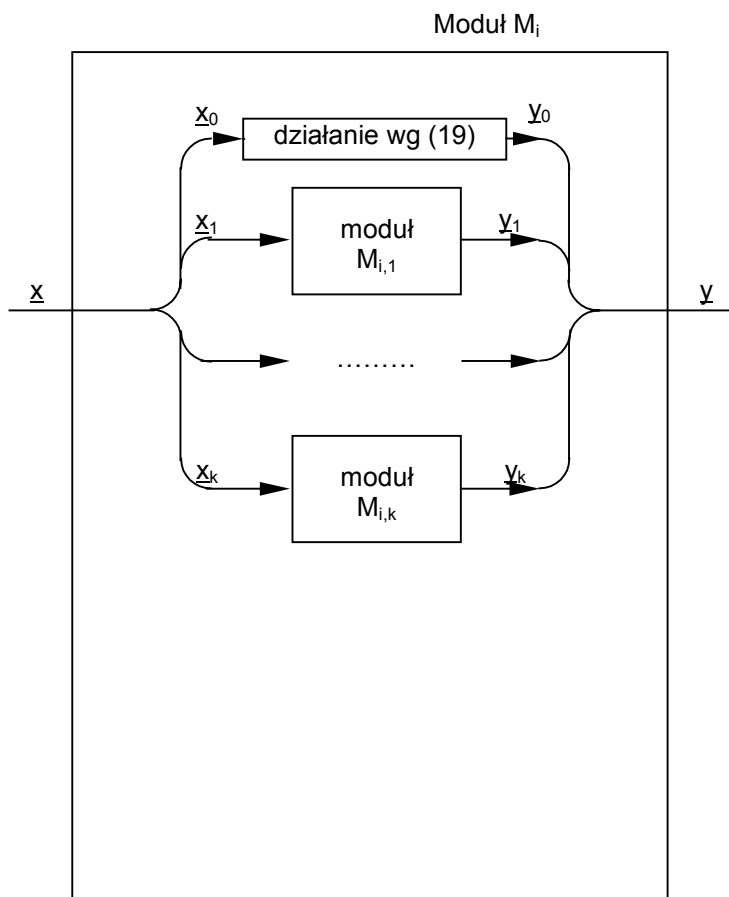 Moduł Mi
x0
działanie wg (19)
y0
x1
moduł
Mi,1
y1
x
y
………
xk
moduł
Mi,k
yk